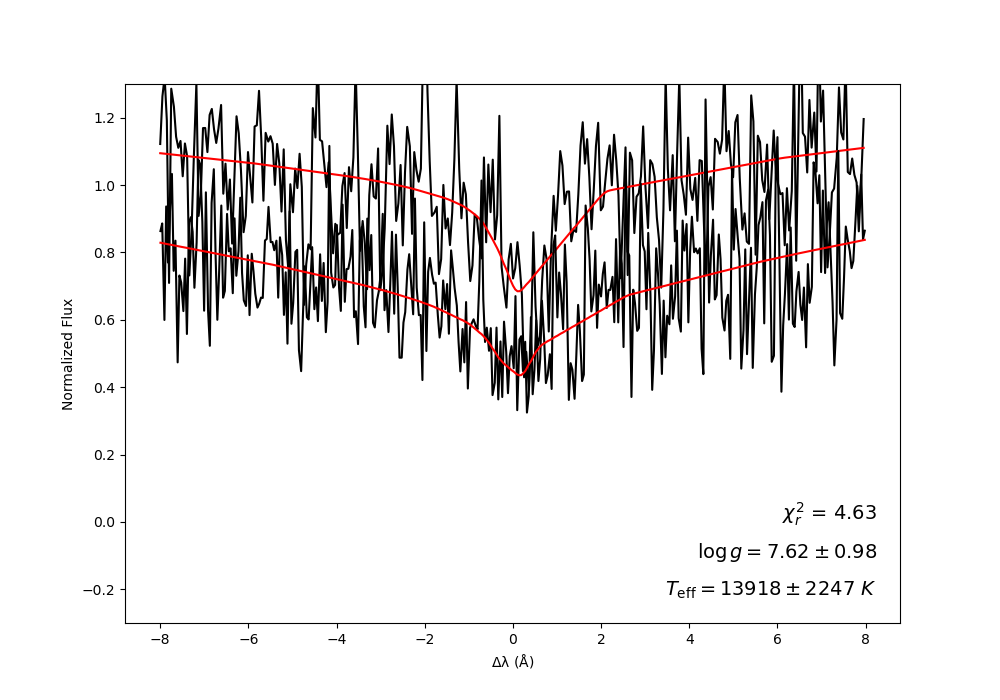 1.2
1.0
0.8
0.6
0.4
0.2
0.0
−0.2
Normalized Flux
χ²ᵣ = 4.63
log g = 7.62 ± 0.98
T_eff = 13918 ± 2247 K
−8 −6 −4 −2 0 2 4 6 8
Δλ (Å)